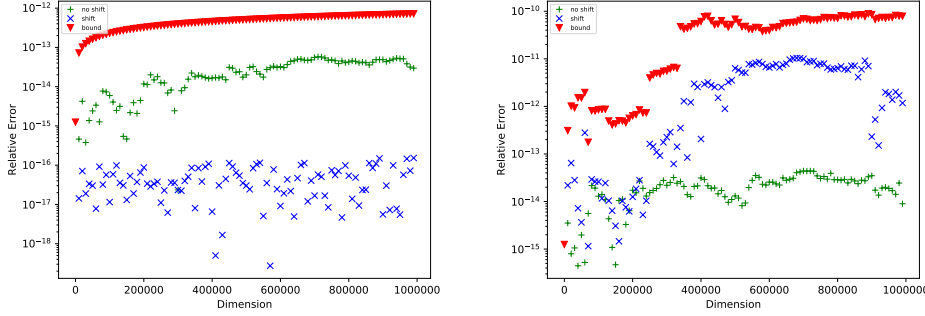 10⁻¹²
10⁻¹³
10⁻¹⁴
10⁻¹⁵
10⁻¹⁶
10⁻¹⁷
10⁻¹⁸
Relative Error
no shift
shift
bound
0
200000
400000
600000
800000
1000000
Dimension
10⁻¹⁰
10⁻¹¹
10⁻¹²
10⁻¹³
10⁻¹⁴
10⁻¹⁵
Relative Error
no shift
shift
bound
0
200000
400000
600000
800000
1000000
Dimension